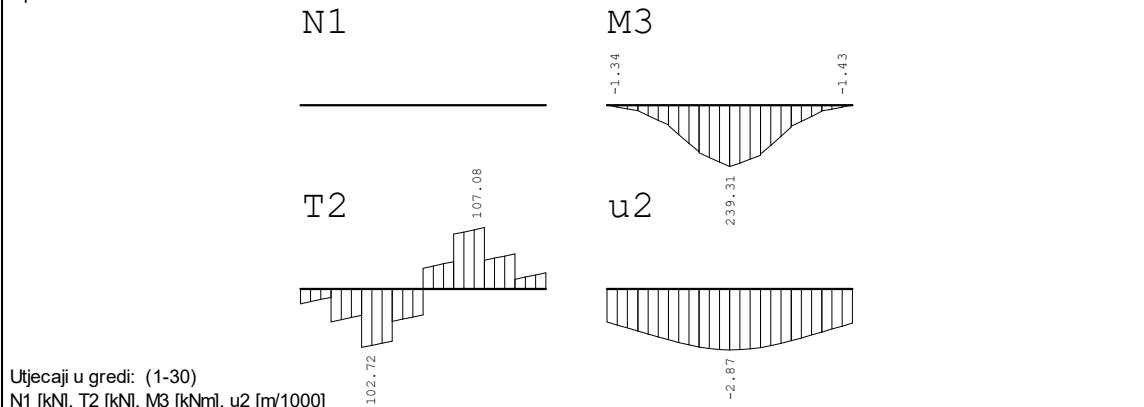 N1
M3
-1.34
-1.43
239.31
T2
107.08
102.72
u2
-2.87
Utjecaji u gredi: (1-30)
N1 [kN], T2 [kN], M3 [kNm], u2 [m/1000]